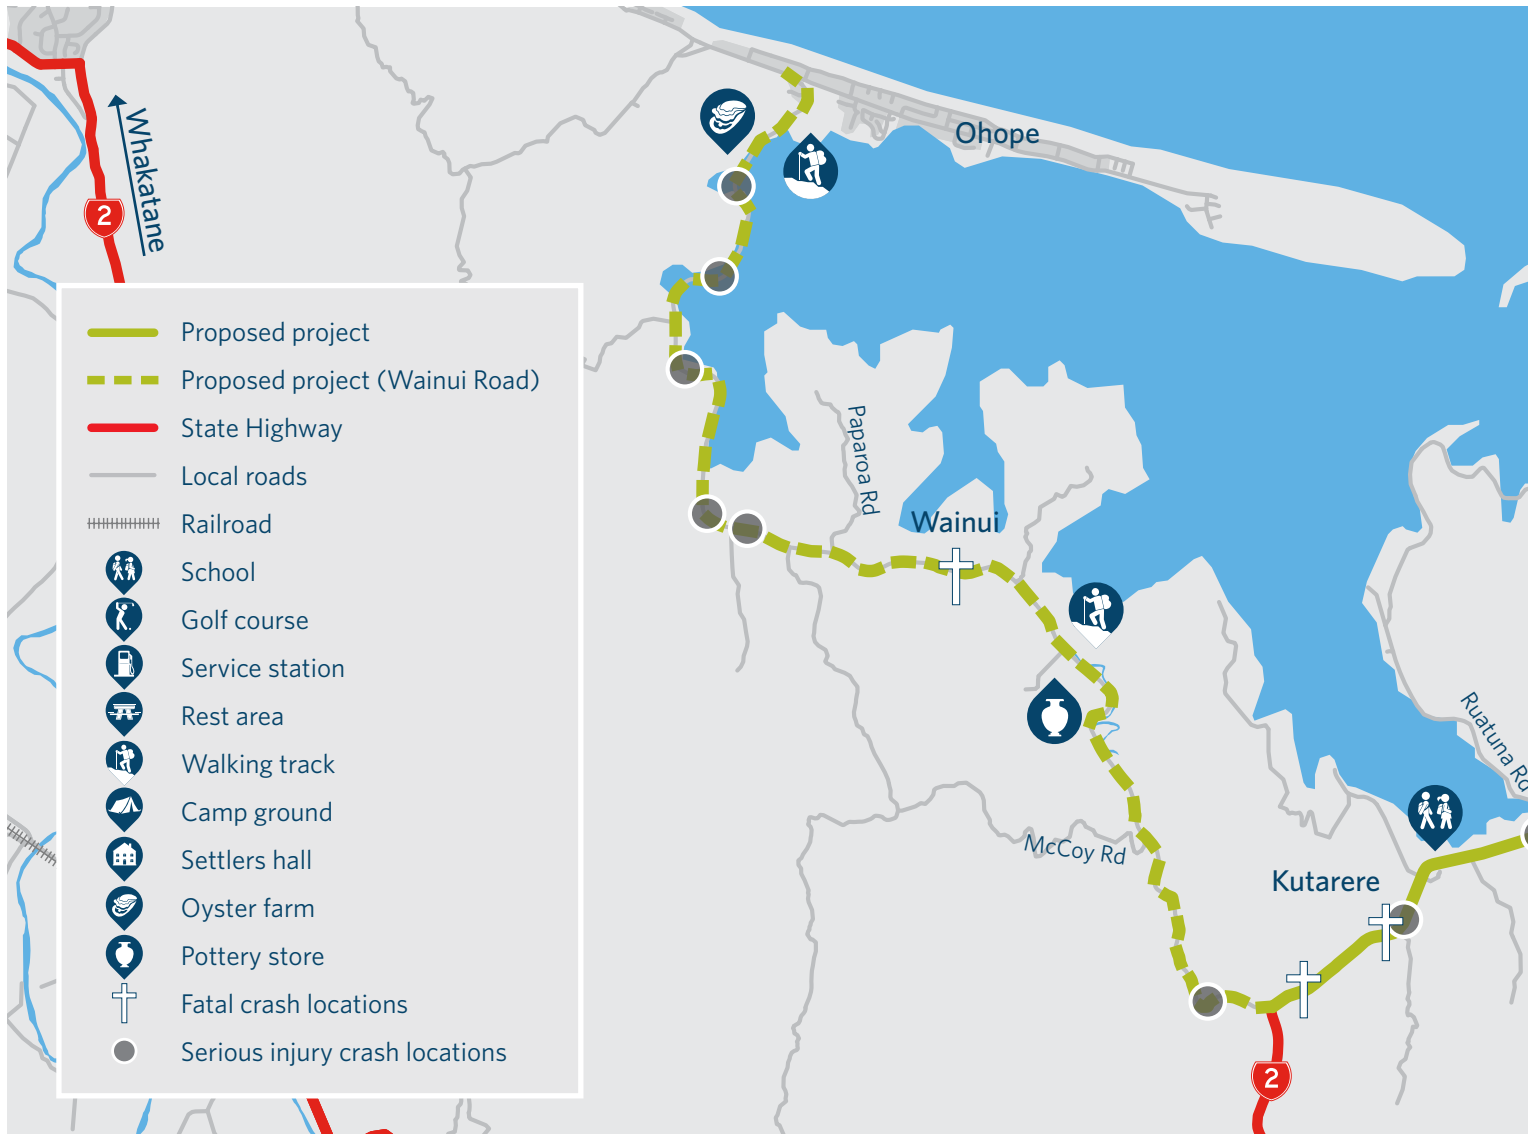 Whakatane
2
Ohope
Proposed project
Proposed project (Wainui Road)
State Highway
Local roads
Railroad
School
Golf course
Service station
Rest area
Walking track
Camp ground
Settlers hall
Oyster farm
Pottery store
Fatal crash locations
Serious injury crash locations
Paparoa Rd
Wainui
Ruatuna Rd
McCoy Rd
Kutarere
2